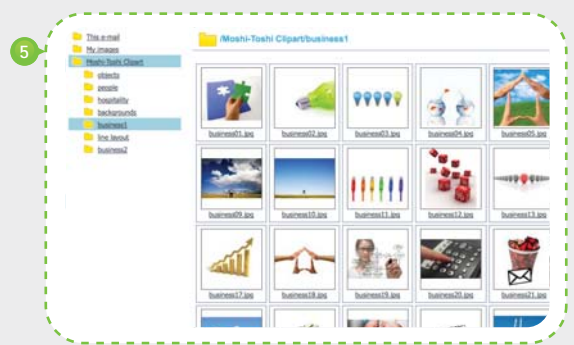 5
This e-mail
My images
Moshi-Toshi Clipart
objects
people
hospitality
backgrounds
business1
line layout
business2
/Moshi-Toshi Clipart/business1
business01.jpg
business02.jpg
business03.jpg
business04.jpg
business05.jpg
business09.jpg
business10.jpg
business11.jpg
business12.jpg
business13.jpg
business17.jpg
business18.jpg
business19.jpg
business20.jpg
business21.jpg